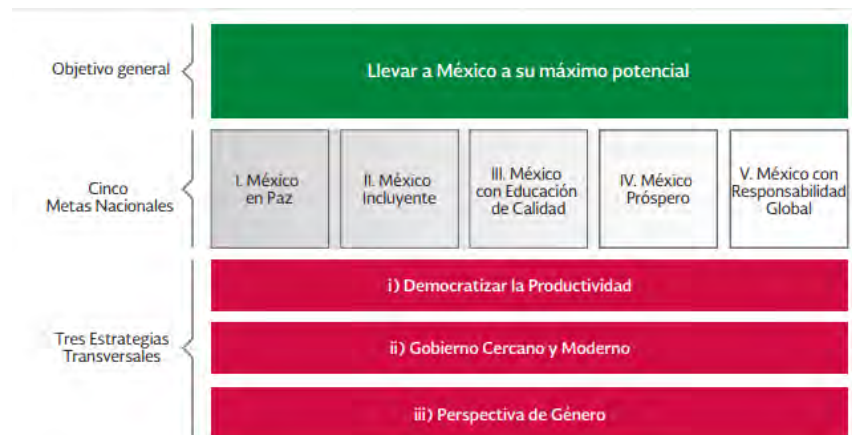 Objetivo general
Llevar a México a su máximo potencial
Cinco
Metas Nacionales
I. México
en Paz
II. México
Incluyente
III. México
con Educación
de Calidad
IV. México
Próspero
V. México con
Responsabilidad
Global
Tres Estrategias
Transversales
i) Democratizar la Productividad
ii) Gobierno Cercano y Moderno
iii) Perspectiva de Género